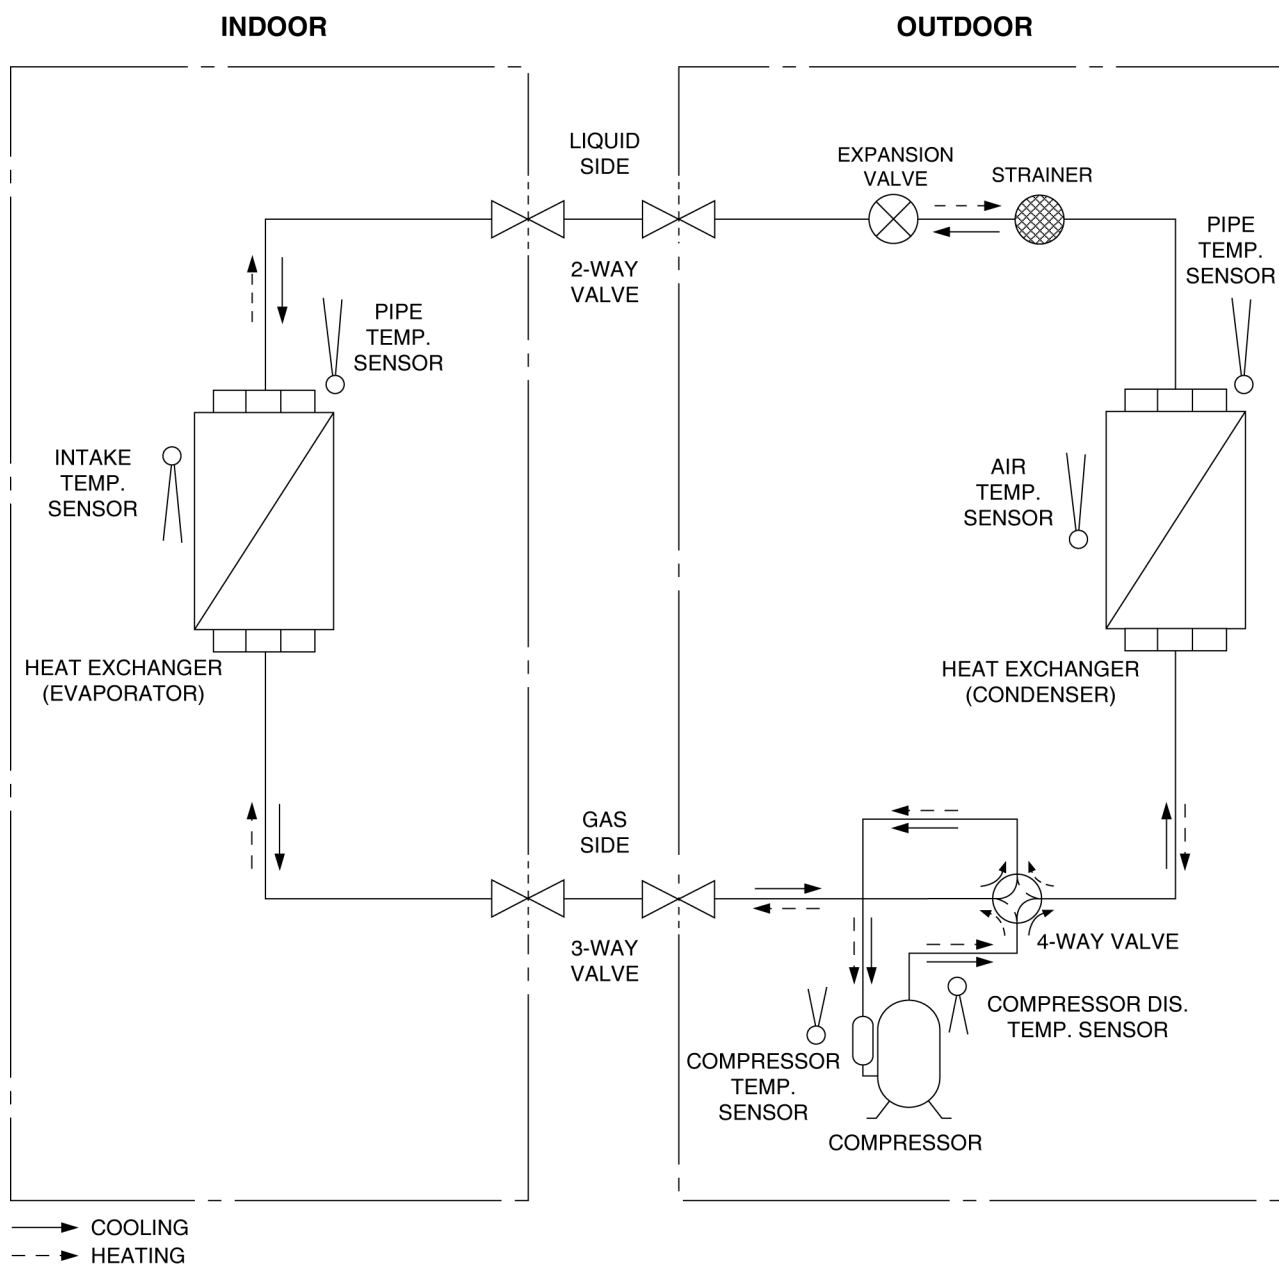 INDOOR
OUTDOOR
LIQUID
SIDE
EXPANSION
VALVE
STRAINER
PIPE
TEMP.
SENSOR
2-WAY
VALVE
PIPE
TEMP.
SENSOR
INTAKE
TEMP.
SENSOR
AIR
TEMP.
SENSOR
HEAT EXCHANGER
(EVAPORATOR)
HEAT EXCHANGER
(CONDENSER)
GAS
SIDE
3-WAY
VALVE
4-WAY VALVE
COMPRESSOR DIS.
TEMP. SENSOR
COMPRESSOR
TEMP.
SENSOR
COMPRESSOR
COOLING
HEATING